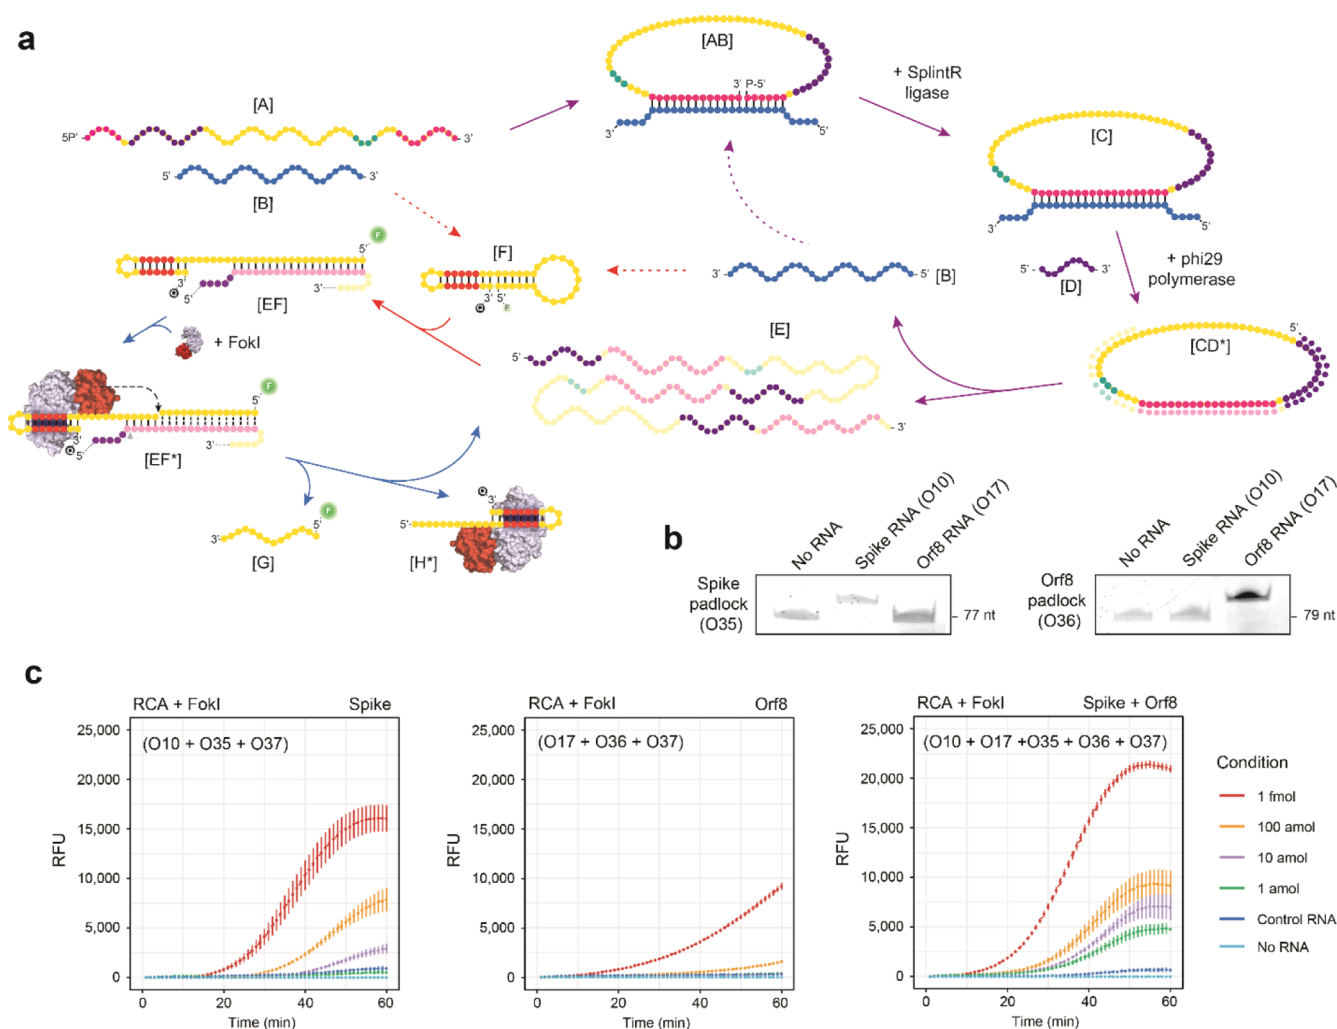 a
[A]
5P'
3'
5'
3'
[B]
[AB]
3' P-5'
3'
5'
+ SplintR
ligase
[C]
3'
5'
+ phi29
polymerase
5'
3'
[D]
5'
[CD*]
3'
5'
[B]
[E]
5'
3'
[F]
3' 5'
Q
F
5'
F
3'
Q
5'
3'
[EF]
+ FokI
F
5'
3'
Q
5'
3'
[EF*]
5'
F
3'
[G]
Q
3'
5'
[H*]
b
No RNA
Spike RNA (O10)
Orf8 RNA (O17)
Spike
padlock
(O35)
77 nt
No RNA
Spike RNA (O10)
Orf8 RNA (O17)
Orf8
padlock
(O36)
79 nt
c
RCA + FokI Spike
(O10 + O35 + O37)
25,000
20,000
15,000
10,000
5,000
0
RFU
0 20 40 60
Time (min)
RCA + FokI Orf8
(O17 + O36 + O37)
25,000
20,000
15,000
10,000
5,000
0
RFU
0 20 40 60
Time (min)
RCA + FokI Spike + Orf8
(O10 + O17 +O35 + O36 + O37)
25,000
20,000
15,000
10,000
5,000
0
RFU
0 20 40 60
Time (min)
Condition
1 fmol
100 amol
10 amol
1 amol
Control RNA
No RNA